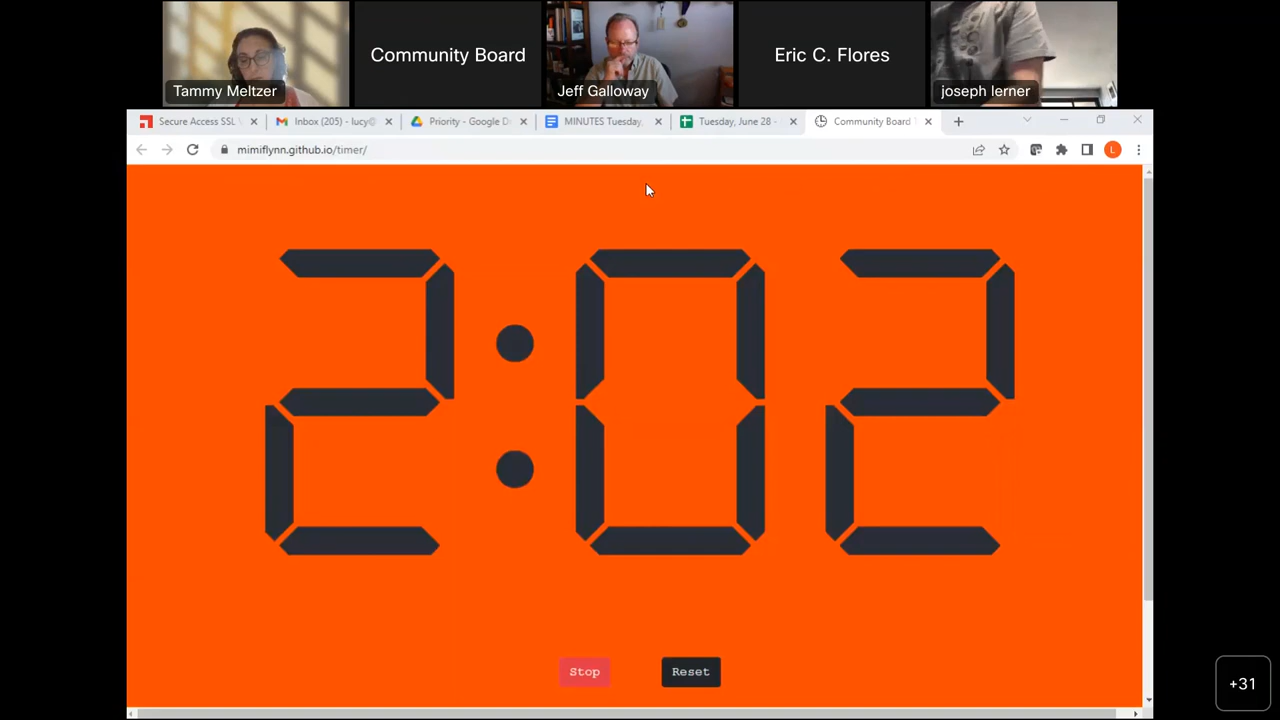 Tammy Meltzer
Community Board
Jeff Galloway
Eric C. Flores
joseph lerner
Secure Access SSL V
Inbox (205) - lucy@
Priority - Google D
MINUTES Tuesday,
Tuesday, June 28 -
Community Board T
mimiflynn.github.io/timer/
L
2:02
Stop
Reset
+31